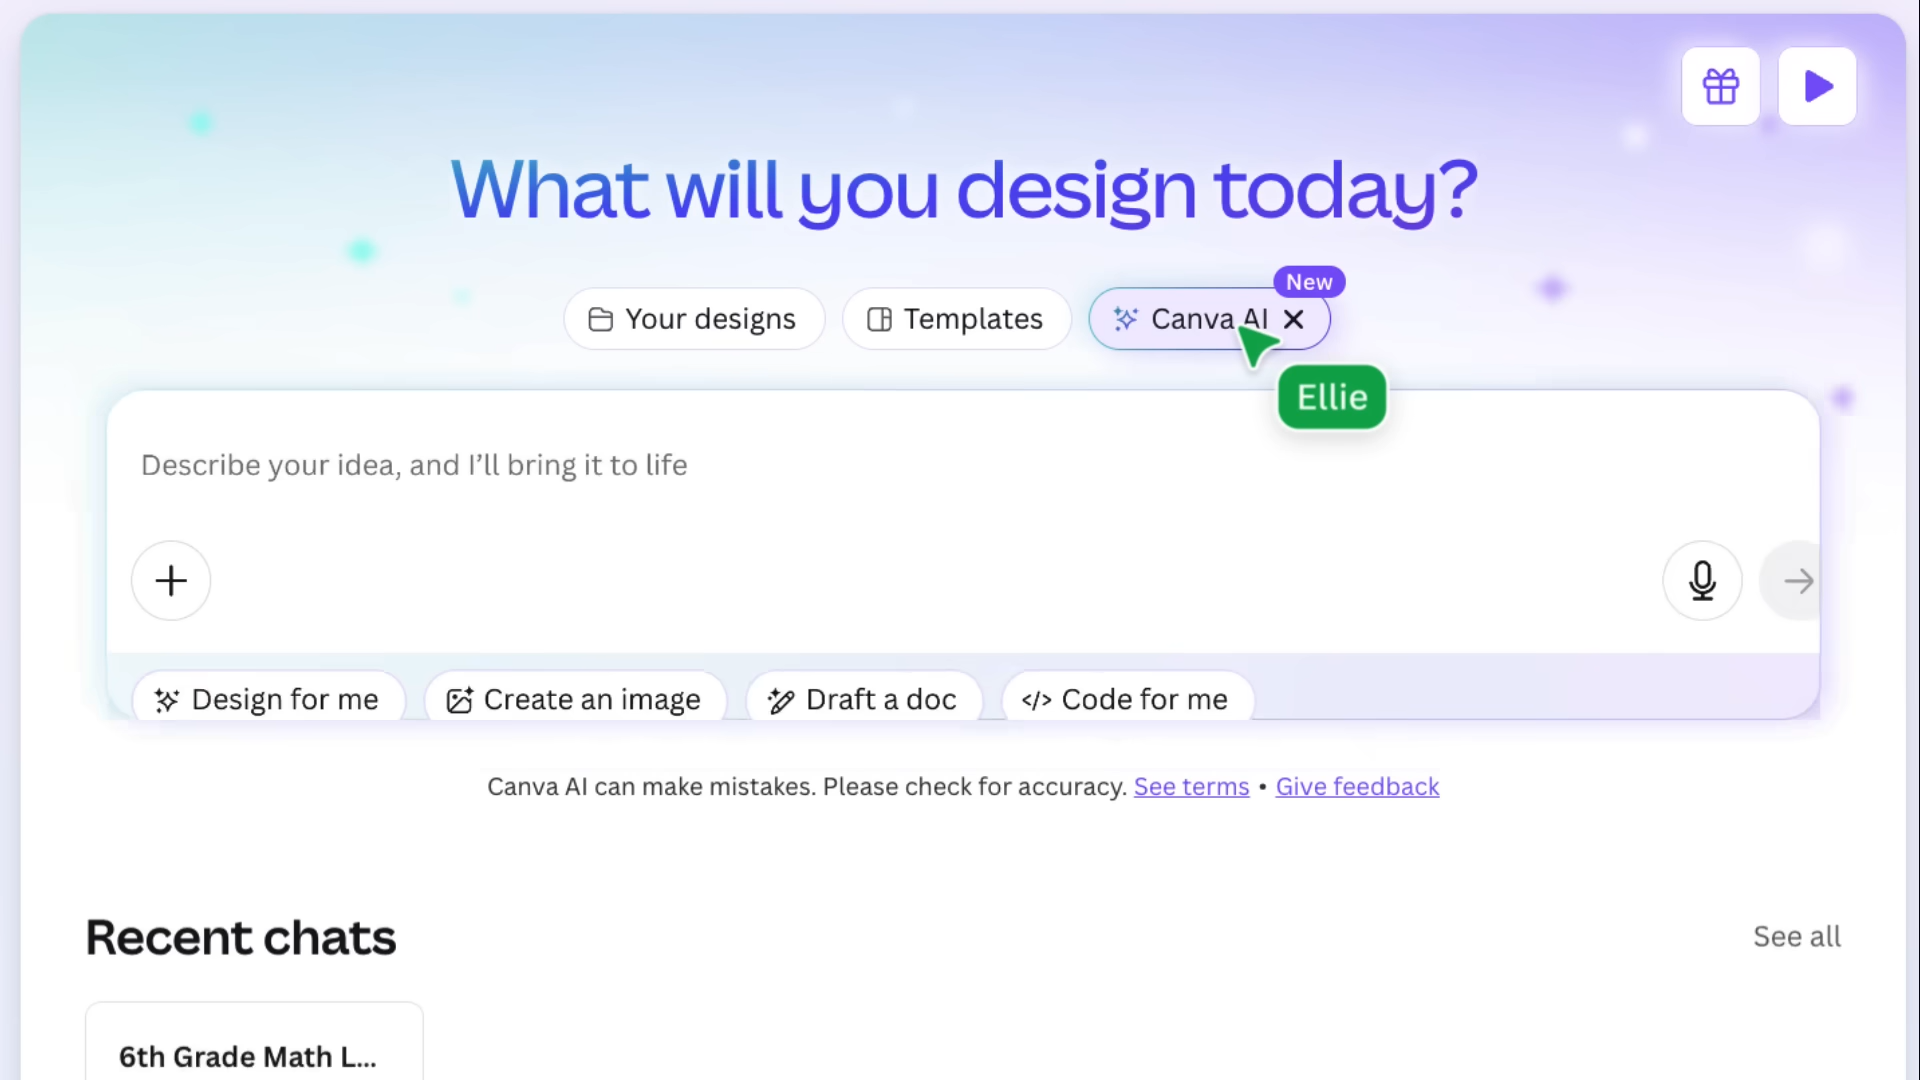 What will you design today?
New
Your designs
Templates
Canva AI
Ellie
Describe your idea, and I’ll bring it to life
Design for me
Create an image
Draft a doc
</> Code for me
Canva AI can make mistakes. Please check for accuracy. See terms • Give feedback
Recent chats
See all
6th Grade Math L...